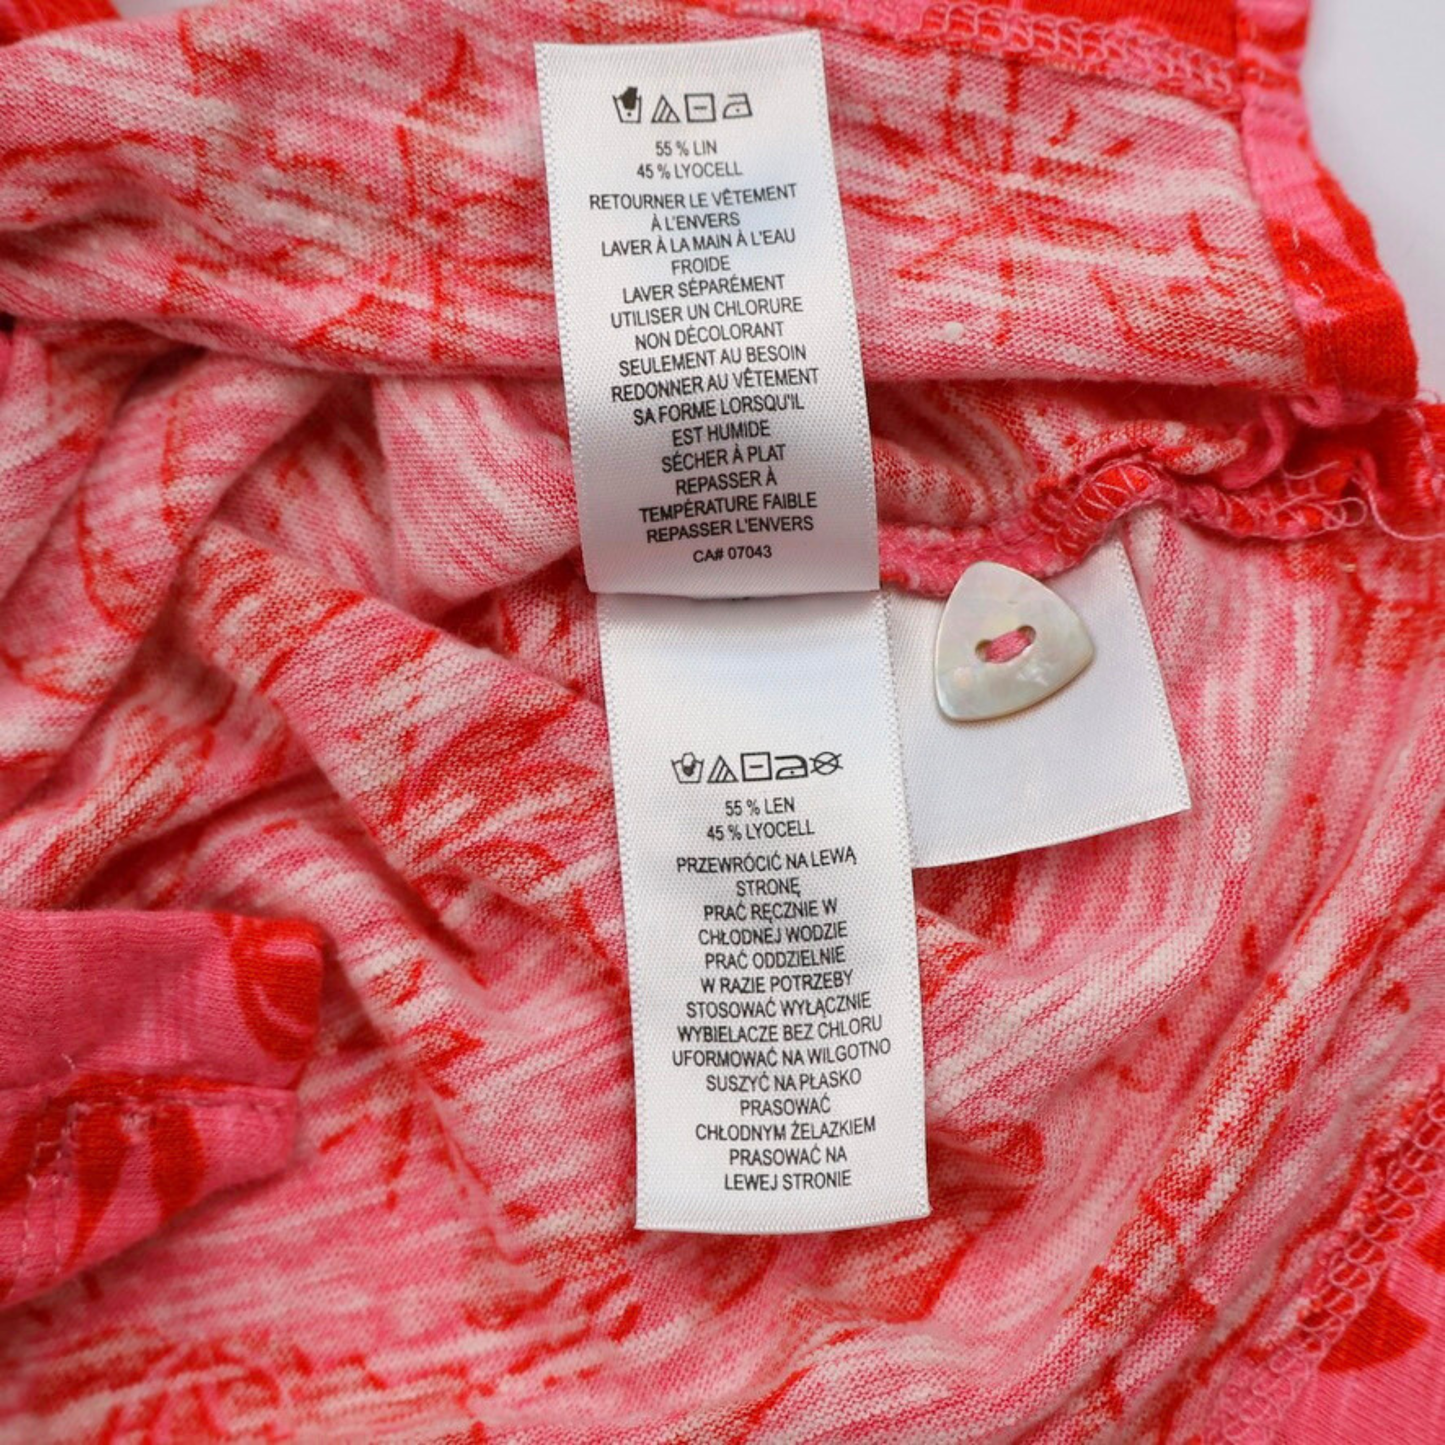 55 % LIN
45 % LYOCELL
RETOURNER LE VÊTEMENT
À L'ENVERS
LAVER À LA MAIN À L'EAU
FROIDE
LAVER SÉPARÉMENT
UTILISER UN CHLORURE
NON DÉCOLORANT
SEULEMENT AU BESOIN
REDONNER AU VÊTEMENT
SA FORME LORSQU'IL
EST HUMIDE
SÉCHER À PLAT
REPASSER À
TEMPÉRATURE FAIBLE
REPASSER L'ENVERS
CA# 07043
55 % LEN
45 % LYOCELL
PRZEWRÓCIĆ NA LEWĄ
STRONĘ
PRAĆ RĘCZNIE W
CHŁODNEJ WODZIE
PRAĆ ODDZIELNIE
W RAZIE POTRZEBY
STOSOWAĆ WYŁĄCZNIE
WYBIELACZE BEZ CHLORU
UFORMOWAĆ NA WILGOTNO
SUSZYĆ NA PŁASKO
PRASOWAĆ
CHŁODNYM ŻELAZKIEM
PRASOWAĆ NA
LEWEJ STRONIE